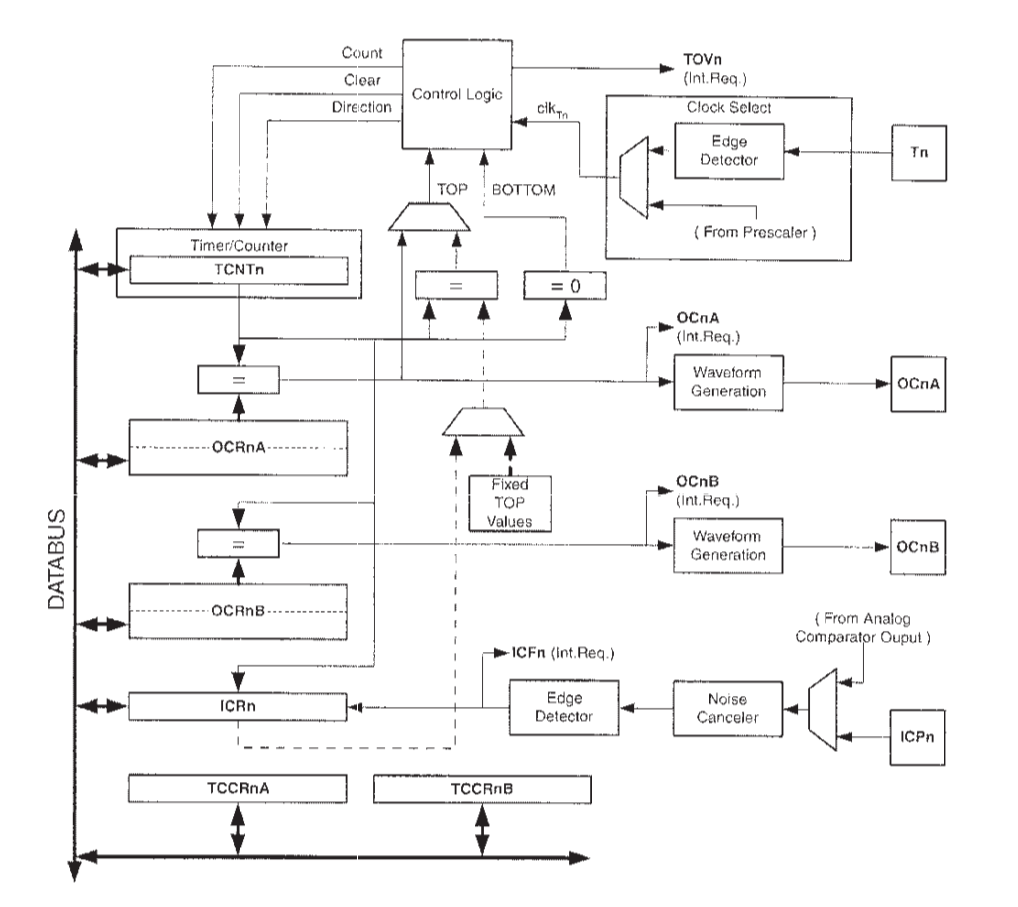 Count
Clear
Direction
Control Logic
TOVn
(Int.Req.)
clkTn
Clock Select
Edge
Detector
Tn
( From Prescaler )
TOP
BOTTOM
Timer/Counter
TCNTn
=
= 0
OCnA
(Int.Req.)
=
Waveform
Generation
OCnA
OCRnA
Fixed
TOP
Values
OCnB
(Int.Req.)
=
Waveform
Generation
OCnB
DATABUS
OCRnB
( From Analog
Comparator Ouput )
ICFn (Int.Req.)
ICRn
Edge
Detector
Noise
Canceler
ICPn
TCCRnA
TCCRnB